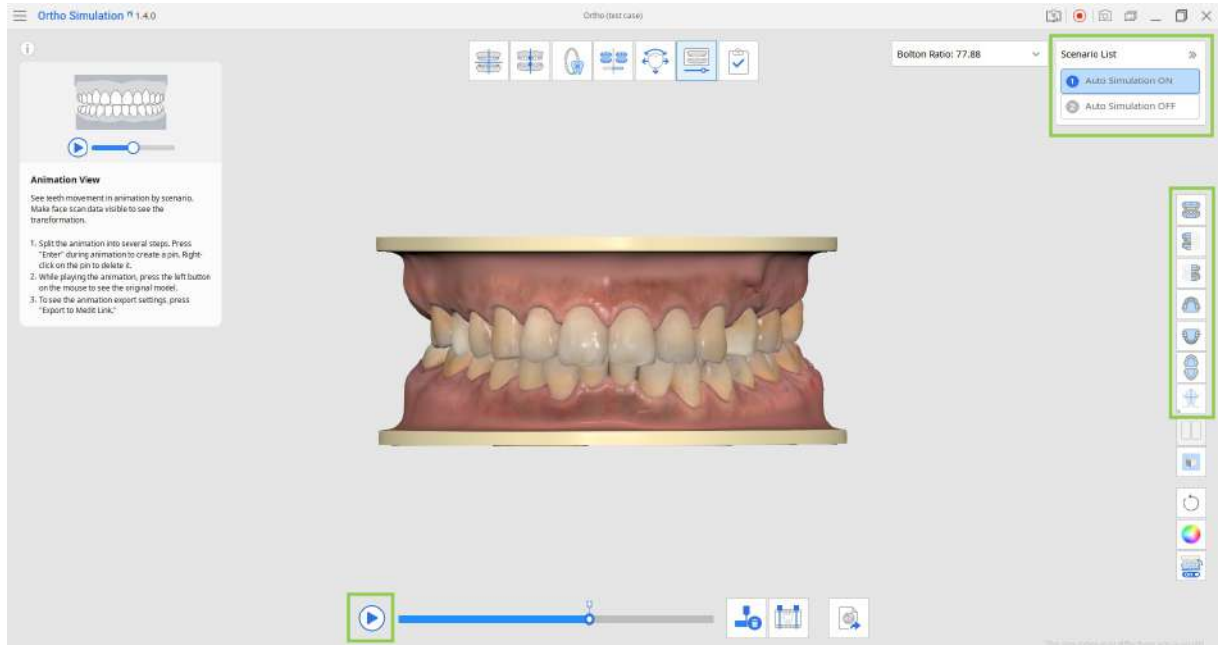 Ortho Simulation 1.4.0
Ortho (test case)
Bolton Ratio: 77.88
Scenario List
1 Auto Simulation ON
2 Auto Simulation OFF
Animation View
See teeth movement in animation by scenario.
Make face scan data visible to see the
transformation.
1. Split the animation into several steps. Press
"Enter" during animation to create a pin. Right-
click on the pin to delete it.
2. While playing the animation, press the left button
on the mouse to see the original model.
3. To see the animation export settings, press
"Export to Medit Link."